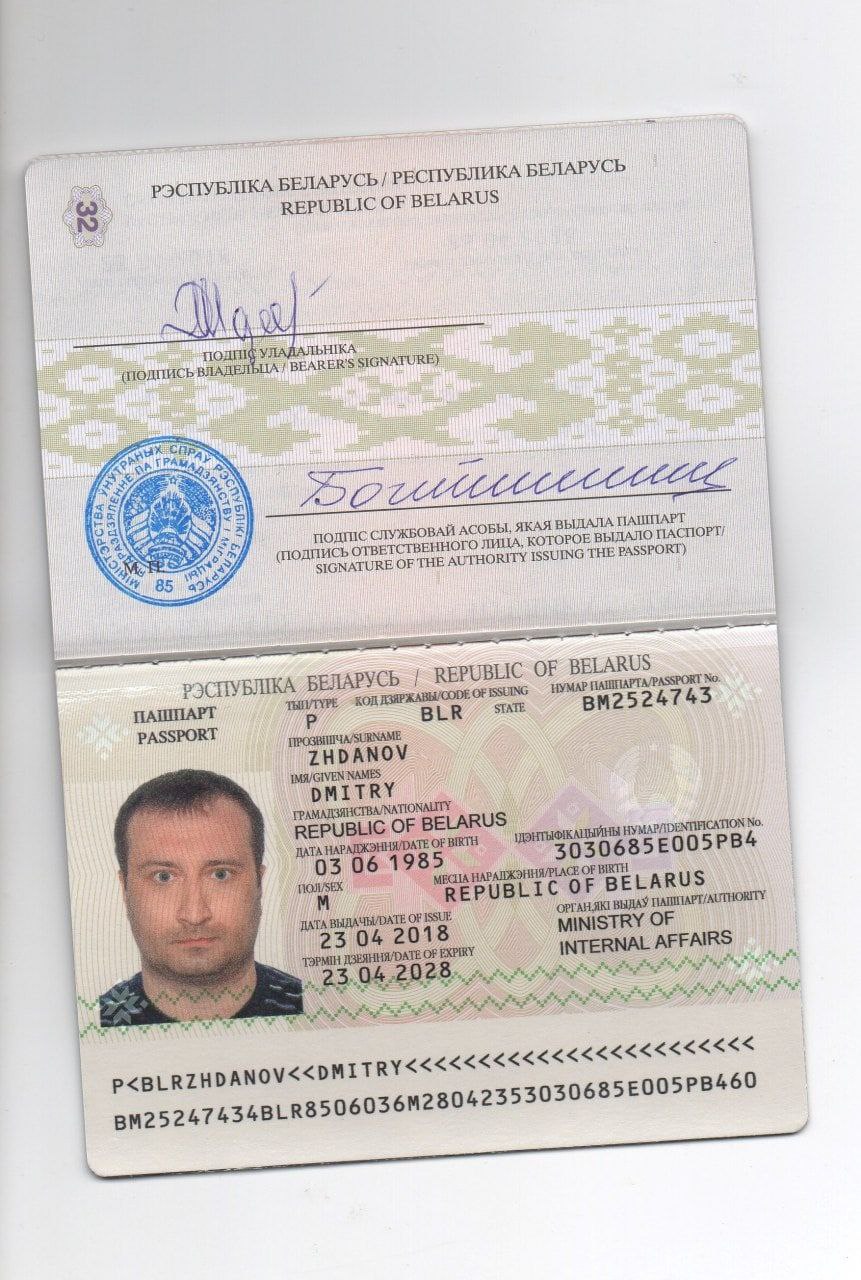 32
РЭСПУБЛІКА БЕЛАРУСЬ / РЕСПУБЛИКА БЕЛАРУСЬ
REPUBLIC OF BELARUS
ПОДПІС УЛАДАЛЬНІКА
(ПОДПИСЬ ВЛАДЕЛЬЦА / BEARER'S SIGNATURE)
МІНІСТЭРСТВА УНУТРАНЫХ СПРАЎ РЭСПУБЛІКІ БЕЛАРУСЬ
ПАДРАЗДЗЯЛЕННЕ ПА ГРАМАДЗЯНСТВУ І МІГРАЦЫІ
М. П.
85
ПОДПІС СЛУЖБОВАЙ АСОБЫ, ЯКАЯ ВЫДАЛА ПАШПАРТ
(ПОДПИСЬ ОТВЕТСТВЕННОГО ЛИЦА, КОТОРОЕ ВЫДАЛО ПАСПОРТ/
SIGNATURE OF THE AUTHORITY ISSUING THE PASSPORT)
РЭСПУБЛІКА БЕЛАРУСЬ / REPUBLIC OF BELARUS
ПАШПАРТ
PASSPORT
ТЫП/TYPE КОД ДЗЯРЖАВЫ/CODE OF ISSUING STATE НУМАР ПАШПАРТА/PASSPORT No.
P BLR BM2524743
ПРОЗВІШЧА/SURNAME
ZHDANOV
ІМЯ/GIVEN NAMES
DMITRY
ГРАМАДЗЯНСТВА/NATIONALITY
REPUBLIC OF BELARUS
ДАТА НАРАДЖЭННЯ/DATE OF BIRTH ІДЭНТЫФІКАЦЫЙНЫ НУМАР/IDENTIFICATION No.
03 06 1985 3030685E005PB4
ПОЛ/SEX МЕСЦА НАРАДЖЭННЯ/PLACE OF BIRTH
M REPUBLIC OF BELARUS
ДАТА ВЫДАЧЫ/DATE OF ISSUE ОРГАН,ЯКІ ВЫДАЎ ПАШПАРТ/AUTHORITY
23 04 2018 MINISTRY OF
ТЭРМІН ДЗЕЯННЯ/DATE OF EXPIRY INTERNAL AFFAIRS
23 04 2028
P<BLRZHDANOV<<DMITRY<<<<<<<<<<<<<<<<<<<<<<<<
BM25247434BLR8506036M28042353030685E005PB460